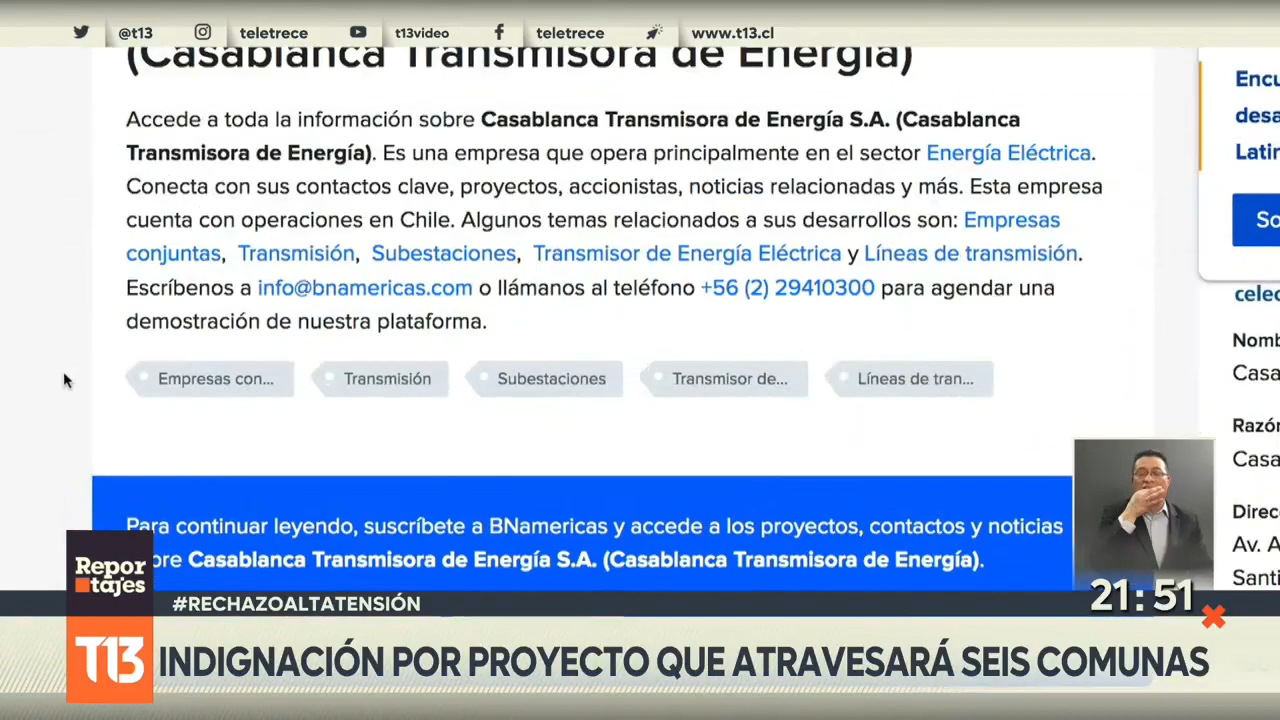 @t13 teletrece t13video teletrece www.t13.cl
(Casablanca Transmisora de Energía)
Accede a toda la información sobre Casablanca Transmisora de Energía S.A. (Casablanca
Transmisora de Energía). Es una empresa que opera principalmente en el sector Energía Eléctrica.
Conecta con sus contactos clave, proyectos, accionistas, noticias relacionadas y más. Esta empresa
cuenta con operaciones en Chile. Algunos temas relacionados a sus desarrollos son: Empresas
conjuntas, Transmisión, Subestaciones, Transmisor de Energía Eléctrica y Líneas de transmisión.
Escríbenos a info@bnamericas.com o llámanos al teléfono +56 (2) 29410300 para agendar una
demostración de nuestra plataforma.
Empresas con... Transmisión Subestaciones Transmisor de... Líneas de tran...
Para continuar leyendo, suscríbete a BNamericas y accede a los proyectos, contactos y noticias
Casablanca Transmisora de Energía S.A. (Casablanca Transmisora de Energía).
Encu
desa
Latin
So
celec
Nomb
Casa
Razón
Casa
Direc
Av. A
Santi
Repor
tajes
#RECHAZOALTATENSIÓN
21:51
T13
INDIGNACIÓN POR PROYECTO QUE ATRAVESARÁ SEIS COMUNAS